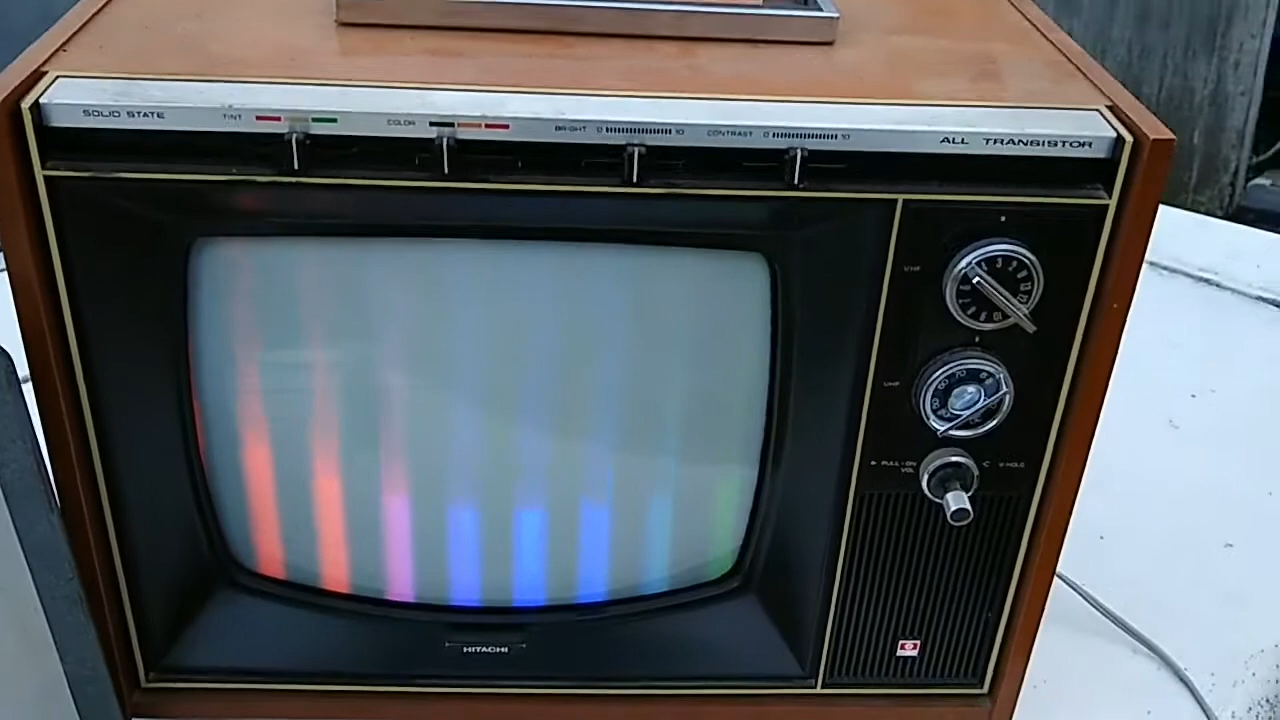 SOLID STATE
TINT
COLOR
BRIGHT 0 10
CONTRAST 0 10
ALL TRANSISTOR
VHF
UHF
PULL-ON
VOL
V HOLD
HITACHI